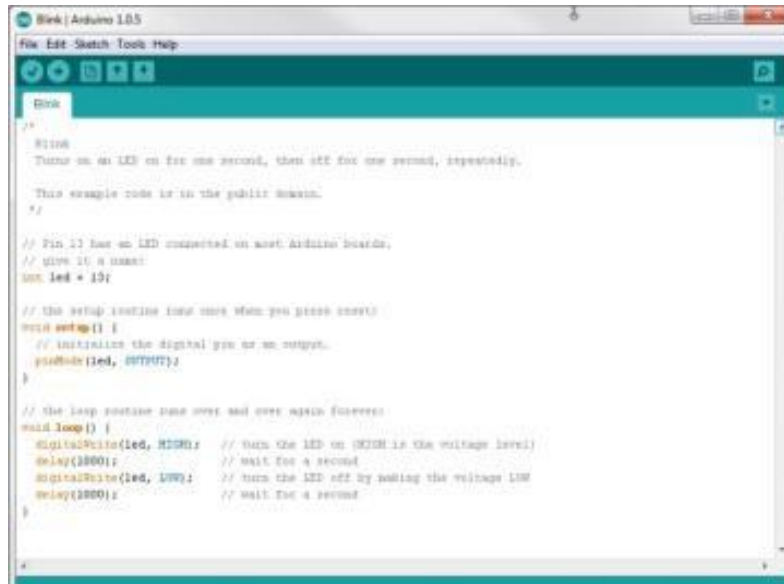 Blink | Arduino 1.0.5
File Edit Sketch Tools Help
Blink
/*
Blink
Turns on an LED on for one second, then off for one second, repeatedly.
This example code is in the public domain.
*/
// Pin 13 has an LED connected on most Arduino boards.
// give it a name:
int led = 13;
// the setup routine runs once when you press reset:
void setup() {
// initialize the digital pin as an output.
pinMode(led, OUTPUT);
}
// the loop routine runs over and over again forever:
void loop() {
digitalWrite(led, HIGH); // turn the LED on (HIGH is the voltage level)
delay(1000); // wait for a second
digitalWrite(led, LOW); // turn the LED off by making the voltage LOW
delay(1000); // wait for a second
}